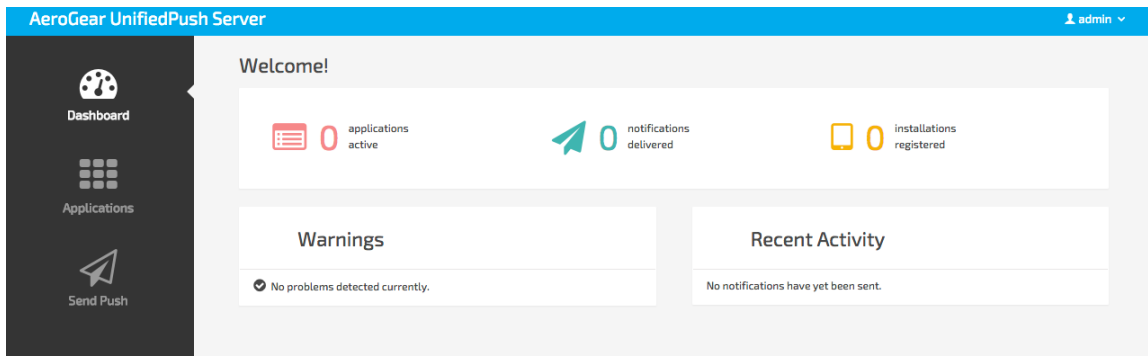 AeroGear UnifiedPush Server
admin
Dashboard
Applications
Send Push
Welcome!
0 applications
active
0 notifications
delivered
0 installations
registered
Warnings
No problems detected currently.
Recent Activity
No notifications have yet been sent.